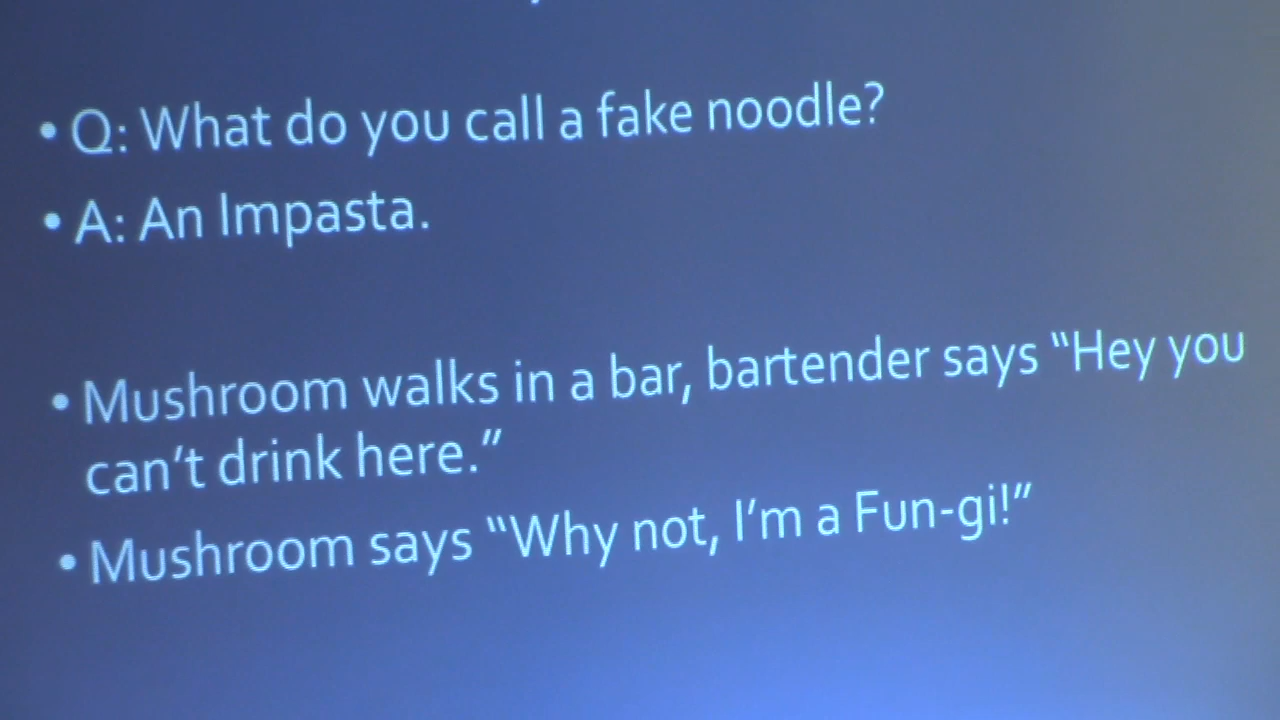 • Q: What do you call a fake noodle?
• A: An Impasta.
• Mushroom walks in a bar, bartender says “Hey you
can’t drink here.”
• Mushroom says “Why not, I’m a Fun-gi!”